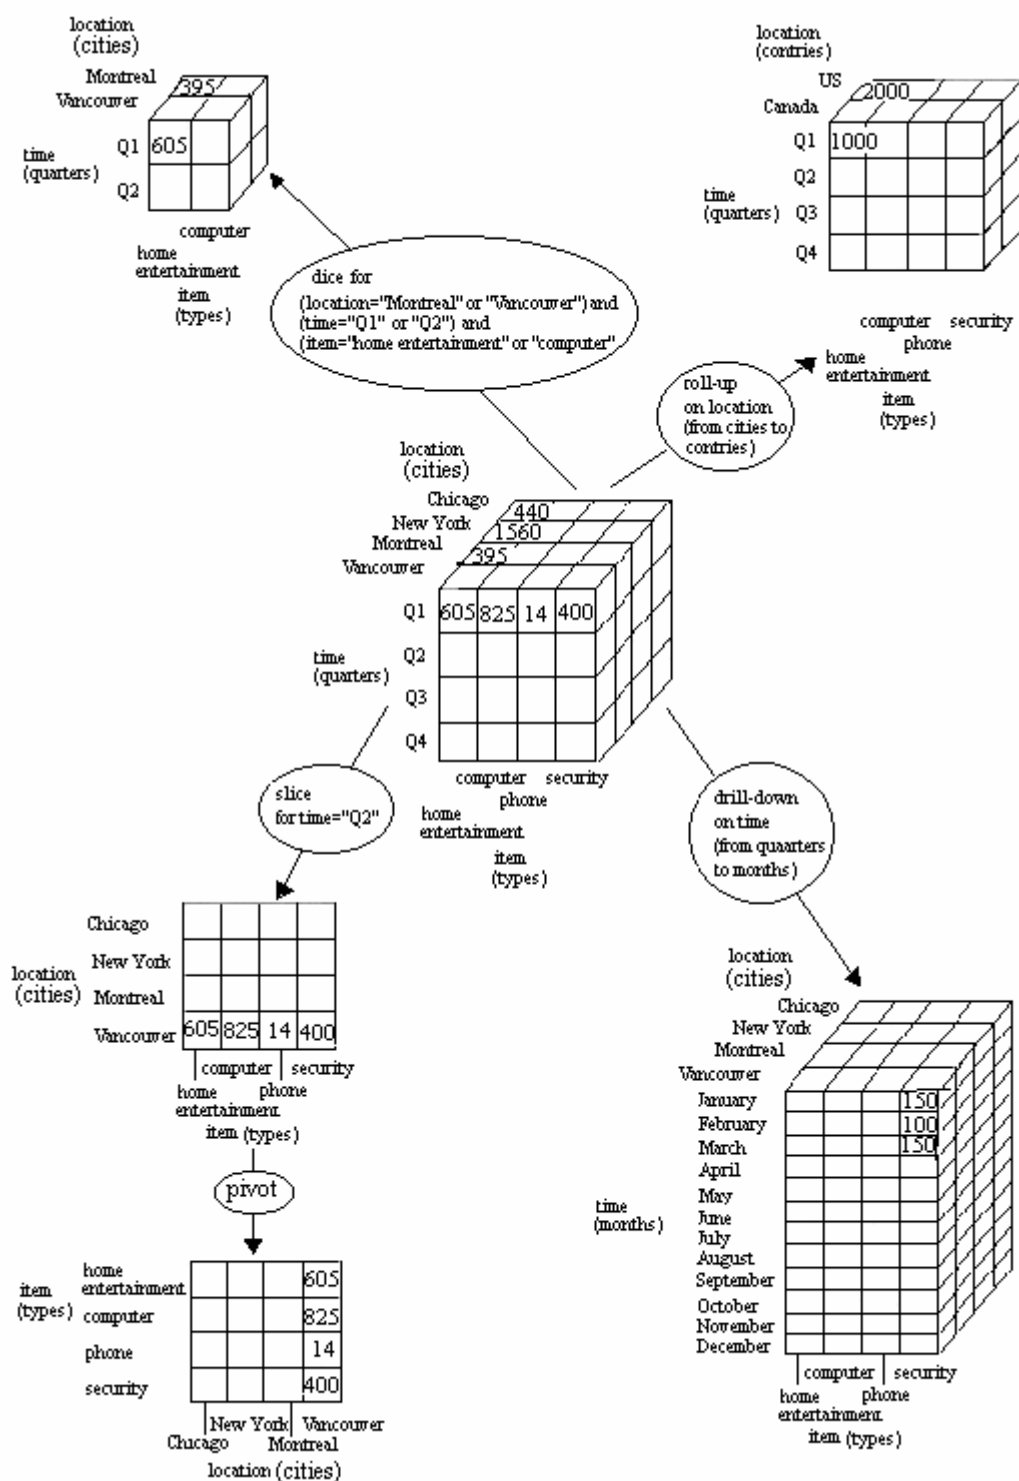 location
(cities)
Montreal
Vancouver
395
time
(quarters)
Q1
605
Q2
computer
home
entertainment
item
(types)
location
(contries)
US
2000
Canada
Q1
1000
Q2
time
(quarters)
Q3
Q4
computer security
phone
home
entertainment
item
(types)
dice for
(location="Montreal" or "Vancouver") and
(time="Q1" or "Q2") and
(item="home entertainment" or "computer"
roll-up
on location
(from cities to
contries)
location
(cities)
Chicago
440
New York
1560
Montreal
395
Vancouver
Q1
605 825 14 400
Q2
time
(quarters)
Q3
Q4
computer security
phone
home
entertainment
item
(types)
slice
for time="Q2"
drill-down
on time
(from quaarters
to months)
Chicago
New York
location
(cities)
Montreal
Vancouver
605 825 14 400
computer security
home phone
entertainment
item (types)
pivot
home
entertainment
605
item
(types)
computer
825
phone
14
security
400
New York Vancouver
Chicago Montreal
location (cities)
location
(cities)
Chicago
New York
Montreal
Vancouver
January 150
February 100
March 150
April
May
time
(months)
June
July
August
September
October
November
December
computer security
home phone
entertainment
item (types)